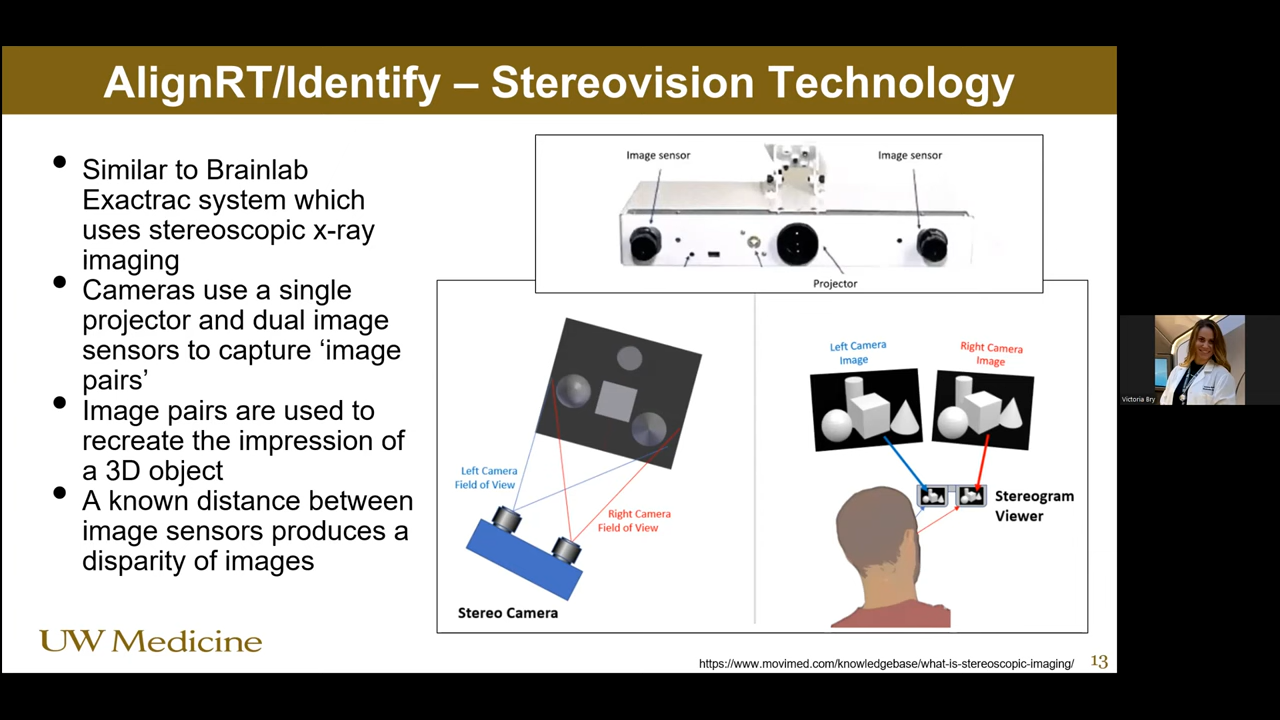 AlignRT/Identify – Stereovision Technology
• Similar to Brainlab
Exactrac system which
uses stereoscopic x-ray
imaging
• Cameras use a single
projector and dual image
sensors to capture ‘image
pairs’
• Image pairs are used to
recreate the impression of
a 3D object
• A known distance between
image sensors produces a
disparity of images
Image sensor
Image sensor
Projector
Left Camera
Field of View
Right Camera
Field of View
Stereo Camera
Left Camera
Image
Right Camera
Image
Stereogram
Viewer
UW Medicine
https://www.movimed.com/knowledgebase/what-is-stereoscopic-imaging/
13
Victoria Bry